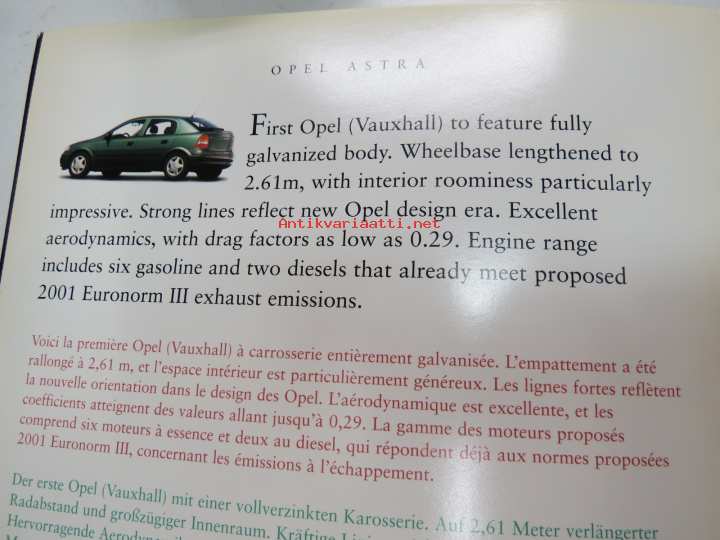 OPEL ASTRA
First Opel (Vauxhall) to feature fully
galvanized body. Wheelbase lengthened to
2.61m, with interior roominess particularly
impressive. Strong lines reflect new Opel design era. Excellent
Antikvariaatti.net
aerodynamics, with drag factors as low as 0.29. Engine range
includes six gasoline and two diesels that already meet proposed
2001 Euronorm III exhaust emissions.
Voici la première Opel (Vauxhall) à carrosserie entièrement galvanisée. L'empattement a été
rallongé à 2,61 m, et l'espace intérieur est particulièrement généreux. Les lignes fortes reflètent
la nouvelle orientation dans le design des Opel. L'aérodynamique est excellente, et les
coefficients atteignent des valeurs allant jusqu'à 0,29. La gamme des moteurs proposés
comprend six moteurs à essence et deux au diesel, qui répondent déjà aux normes proposées
2001 Euronorm III, concernant les émissions à l'échappement.
Der erste Opel (Vauxhall) mit einer vollverzinkten Karosserie. Auf 2,61 Meter verlängerter
Radabstand und großzügiger Innenraum. Kräftige
Hervorragende